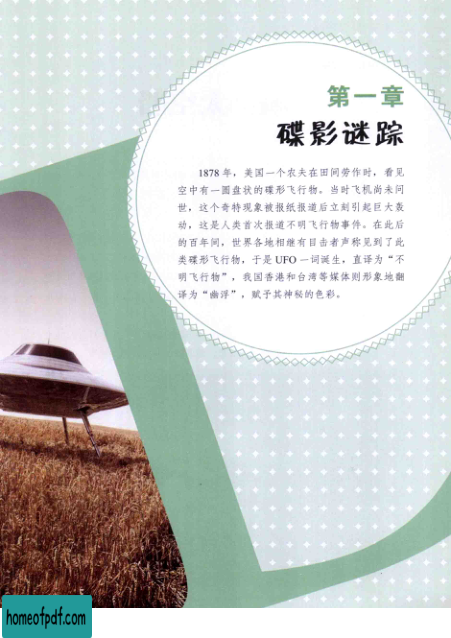 第一章
碟影谜踪
1878 年，美国一个农夫在田间劳作时，看见
空中有一圆盘状的碟形飞行物。当时飞机尚未问
世，这个奇特现象被报纸报道后立刻引起巨大轰
动，这是人类首次报道不明飞行物事件。在此后
的百年间，世界各地相继有目击者声称见到了此
类碟形飞行物，于是 UFO 一词诞生，直译为“不
明飞行物”，我国香港和台湾等媒体则形象地翻
译为“幽浮”，赋予其神秘的色彩。
homeofpdf.com